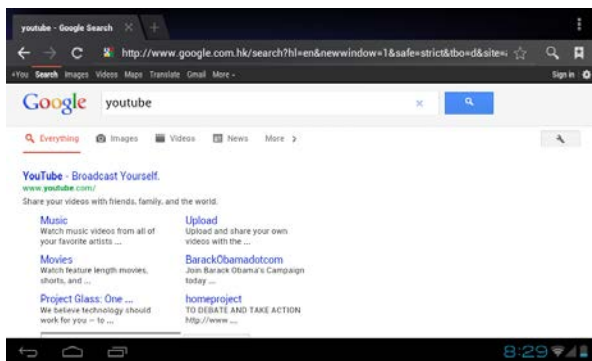 youtube - Google Search
http://www.google.com.hk/search?hl=en&newwindow=1&safe=strict&tbo=d&site=
+You Search Images Videos Maps Translate Gmail More Sign in
Google youtube
Everything Images Videos News More
YouTube - Broadcast Yourself.
www.youtube.com/
Share your videos with friends, family, and the world.
Music
Watch music videos from all of
your favorite artists ...
Upload
Upload and share your own
videos with the ...
Movies
Watch feature length movies,
shorts, and ...
BarackObamadotcom
Join Barack Obama's Campaign
today ...
Project Glass: One ...
We believe technology should
work for you – to ...
homeproject
TO DEBATE AND TAKE ACTION
http://www ...
8:29